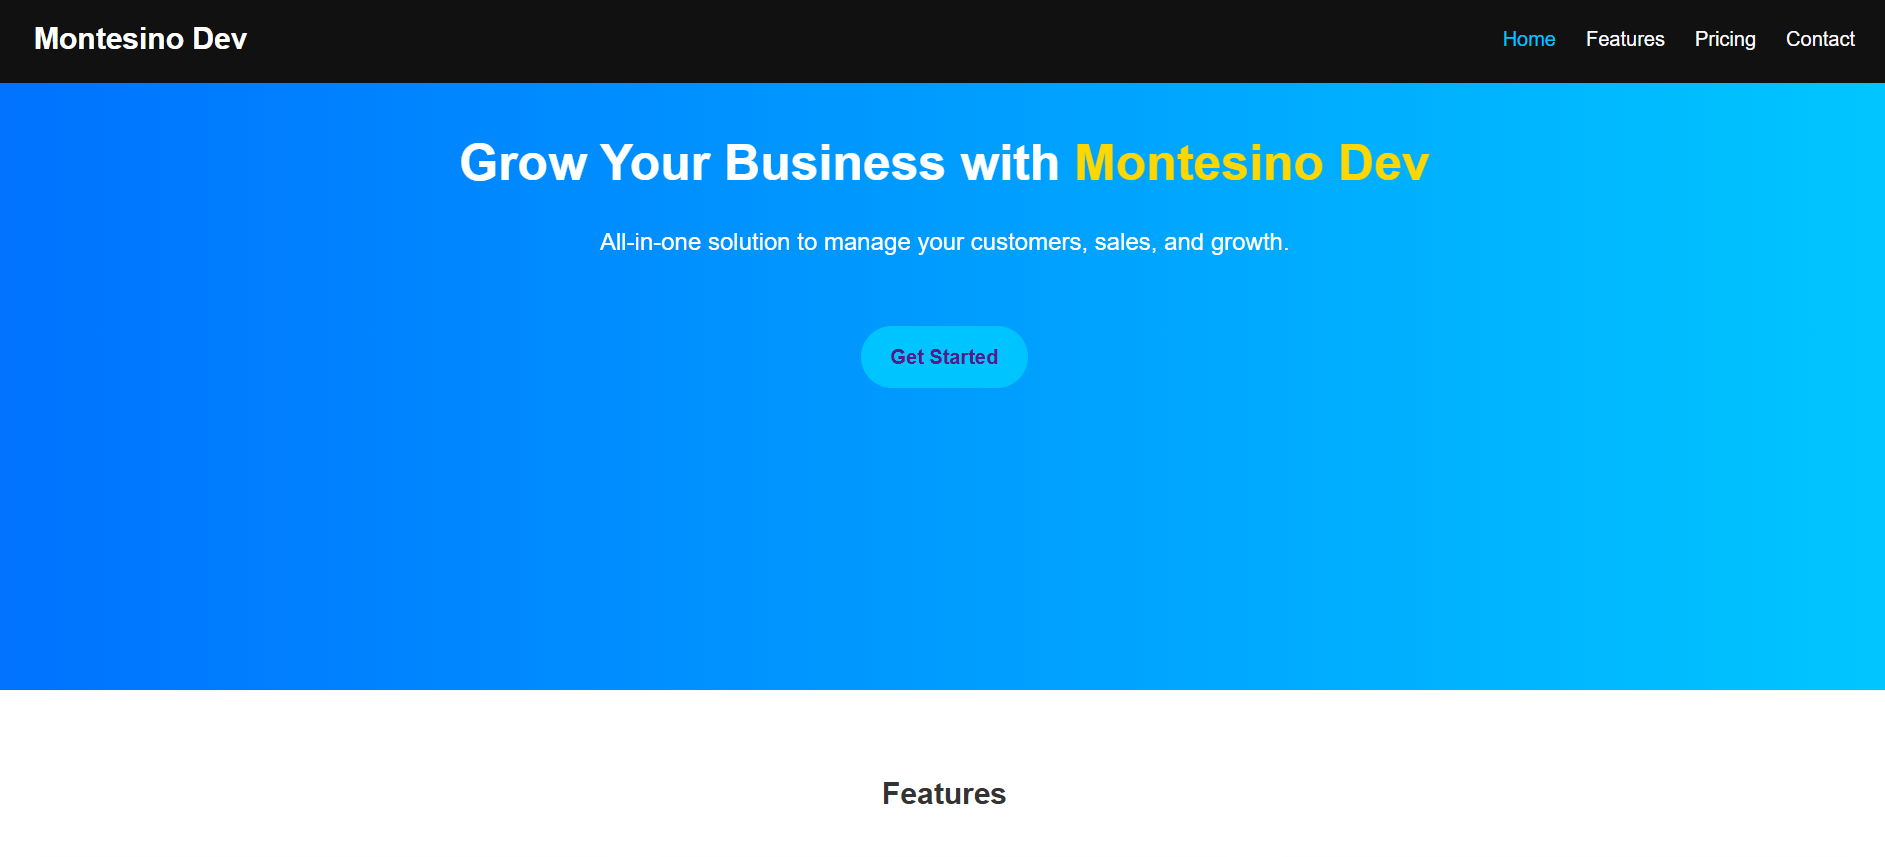 Montesino Dev
Home Features Pricing Contact
Grow Your Business with Montesino Dev
All-in-one solution to manage your customers, sales, and growth.
Get Started
Features